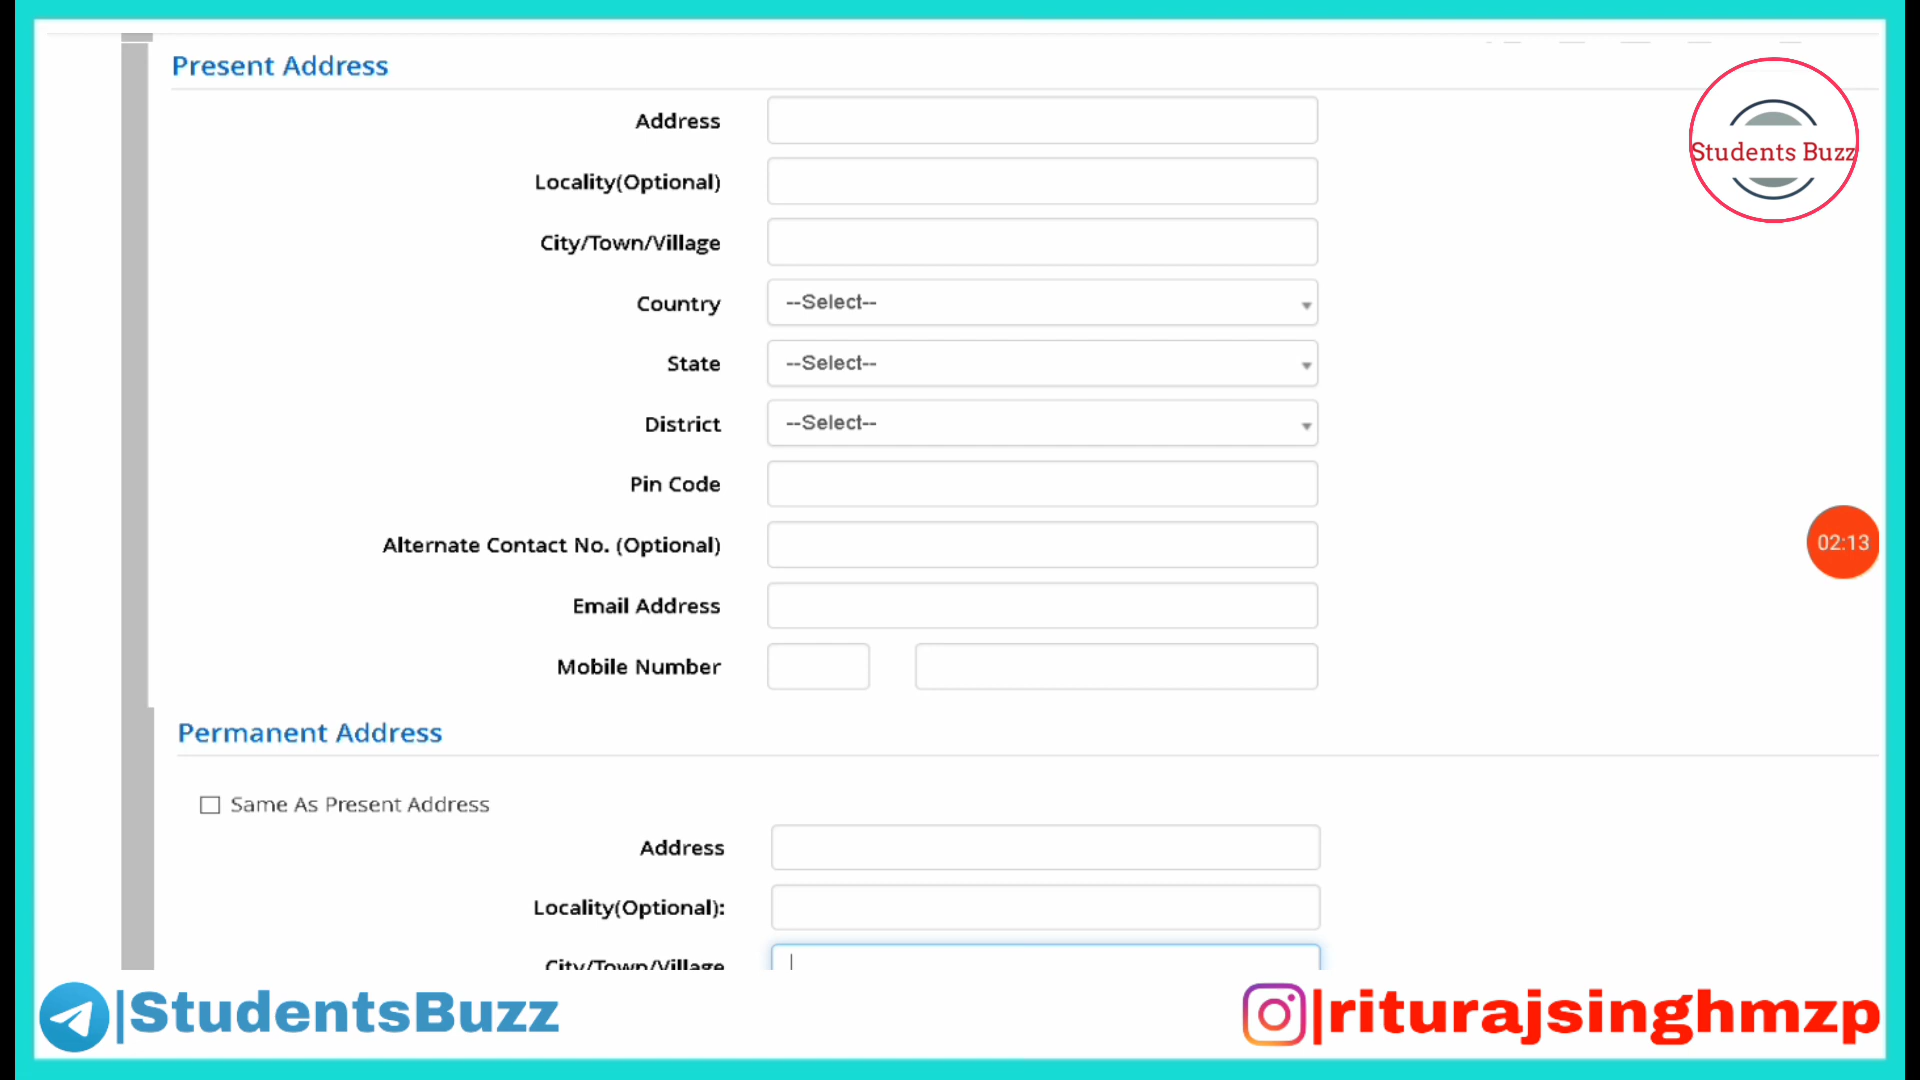 Present Address
Students Buzz
Address
Locality(Optional)
City/Town/Village
Country --Select--
State --Select--
District --Select--
Pin Code
Alternate Contact No. (Optional)
02:13
Email Address
Mobile Number
Permanent Address
Same As Present Address
Address
Locality(Optional):
City/Town/Village
|StudentsBuzz
|riturajsinghmzp